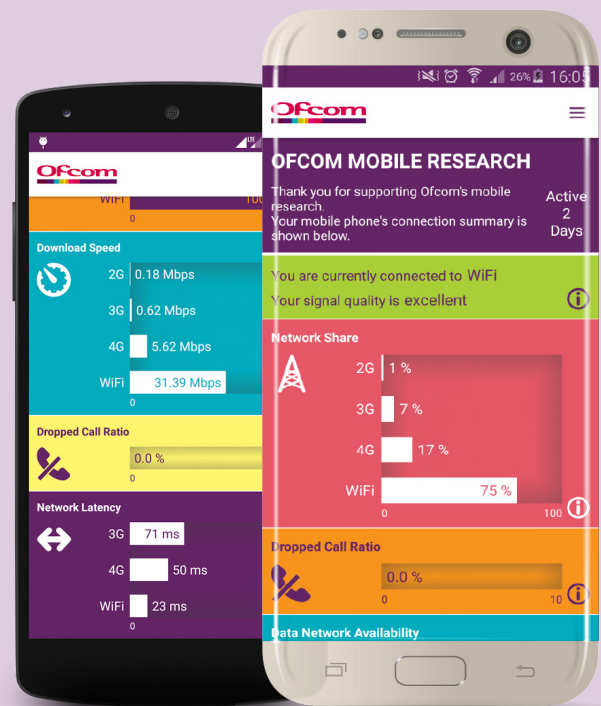 LTE
Ofcom
WiFi
100
0
Download Speed
2G 0.18 Mbps
3G 0.62 Mbps
4G 5.62 Mbps
WiFi 31.39 Mbps
0
Dropped Call Ratio
0.0 %
0
Network Latency
3G 71 ms
4G 50 ms
WiFi 23 ms
0
26% 16:05
Ofcom
OFCOM MOBILE RESEARCH
Thank you for supporting Ofcom's mobile
research.
Your mobile phone's connection summary is
shown below.
Active
2
Days
You are currently connected to WiFi
Your signal quality is excellent
Network Share
2G 1 %
3G 7 %
4G 17 %
WiFi 75 %
0 100
Dropped Call Ratio
0.0 %
0 10
Data Network Availability